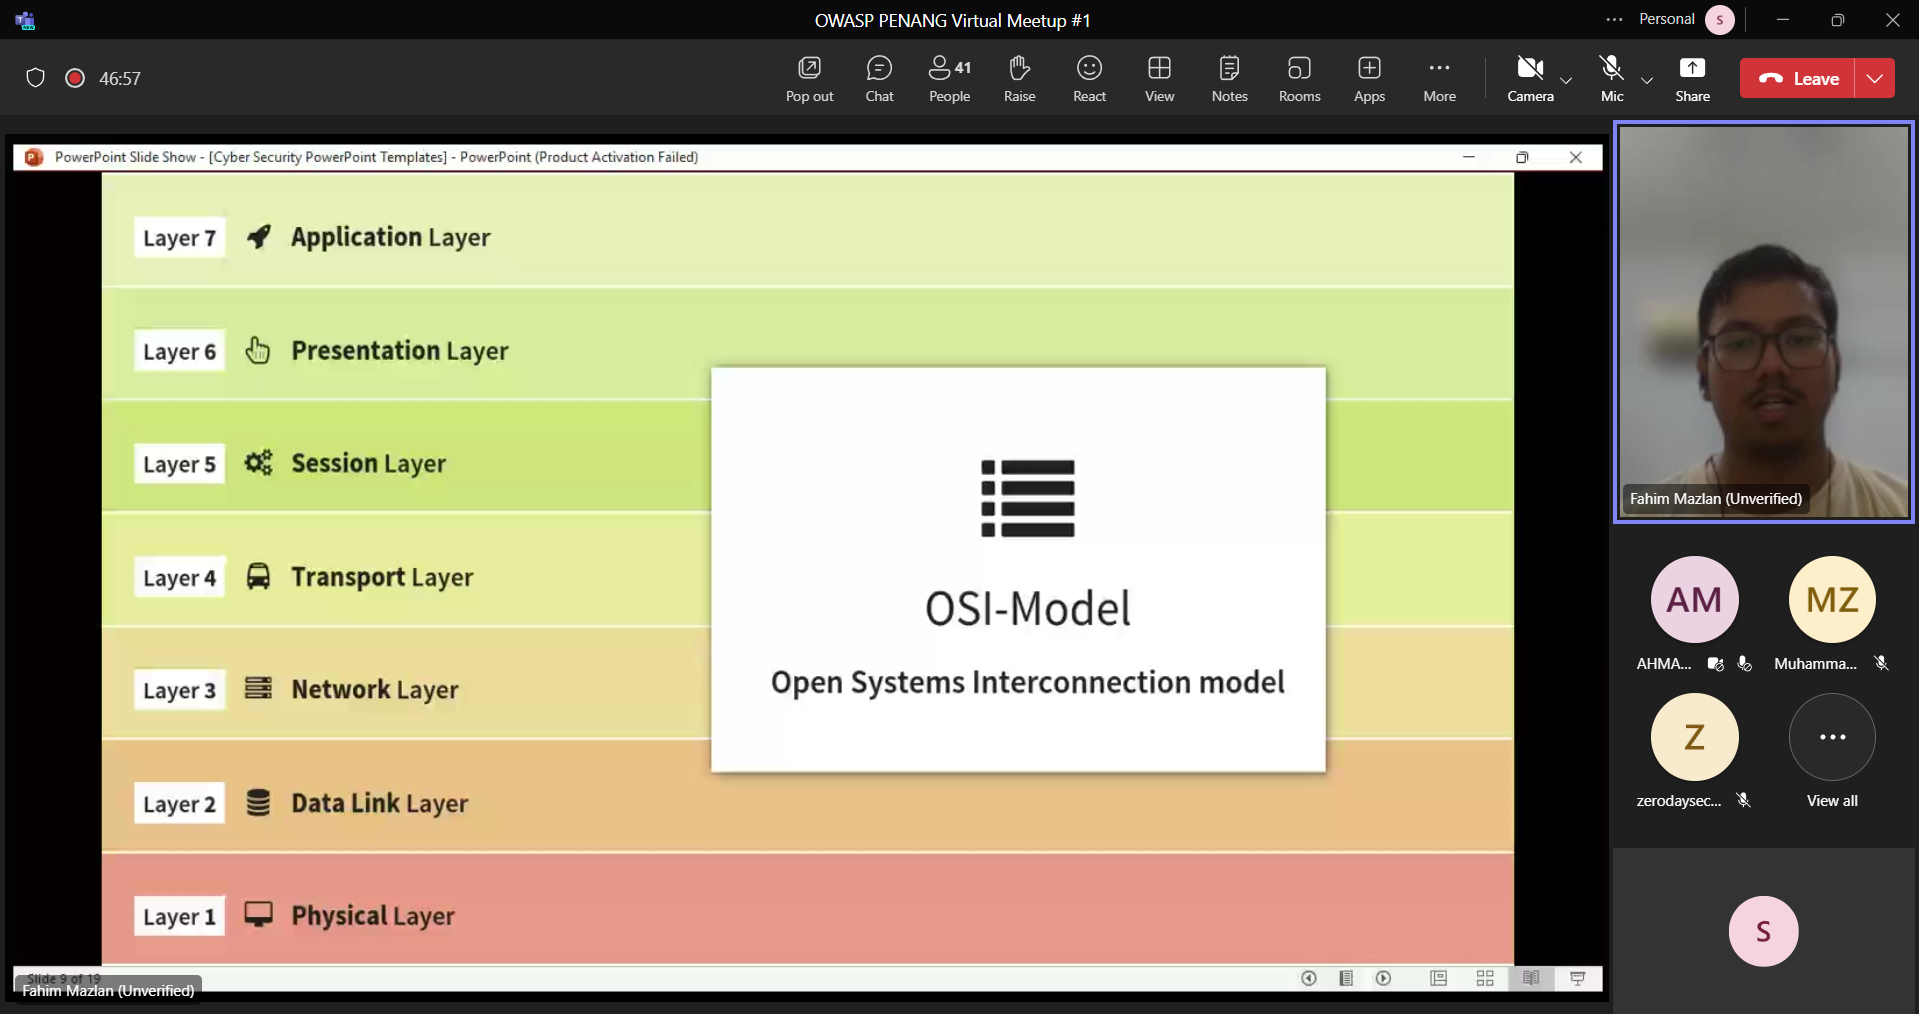 OWASP PENANG Virtual Meetup #1
Personal
S
46:57
Pop out
Chat
41
People
Raise
React
View
Notes
Rooms
Apps
More
Camera
Mic
Share
Leave
PowerPoint Slide Show - [Cyber Security PowerPoint Templates] - PowerPoint (Product Activation Failed)
Layer 7 Application Layer
Layer 6 Presentation Layer
Layer 5 Session Layer
Layer 4 Transport Layer
Layer 3 Network Layer
Layer 2 Data Link Layer
Layer 1 Physical Layer
OSI-Model
Open Systems Interconnection model
Slide 9 of 19
Fahim Mazlan (Unverified)
Fahim Mazlan (Unverified)
AM
MZ
AHMA...
Muhamma...
Z
zerodaysec...
View all
S